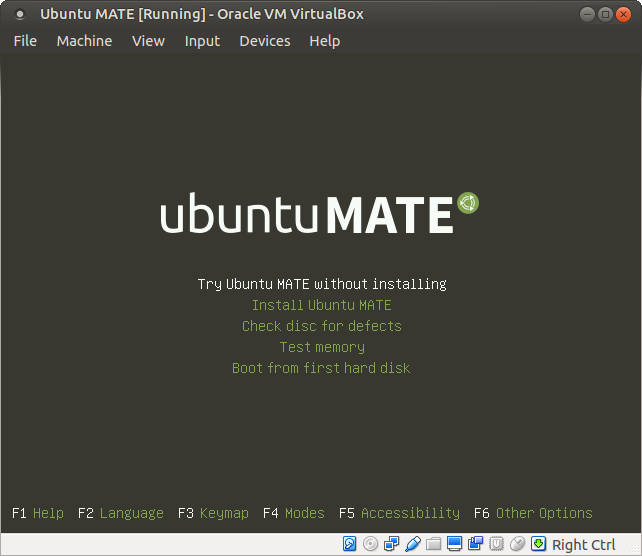 Ubuntu MATE [Running] - Oracle VM VirtualBox
File Machine View Input Devices Help
ubuntu MATE
Try Ubuntu MATE without installing
Install Ubuntu MATE
Check disc for defects
Test memory
Boot from first hard disk
F1 Help F2 Language F3 Keymap F4 Modes F5 Accessibility F6 Other Options
Right Ctrl